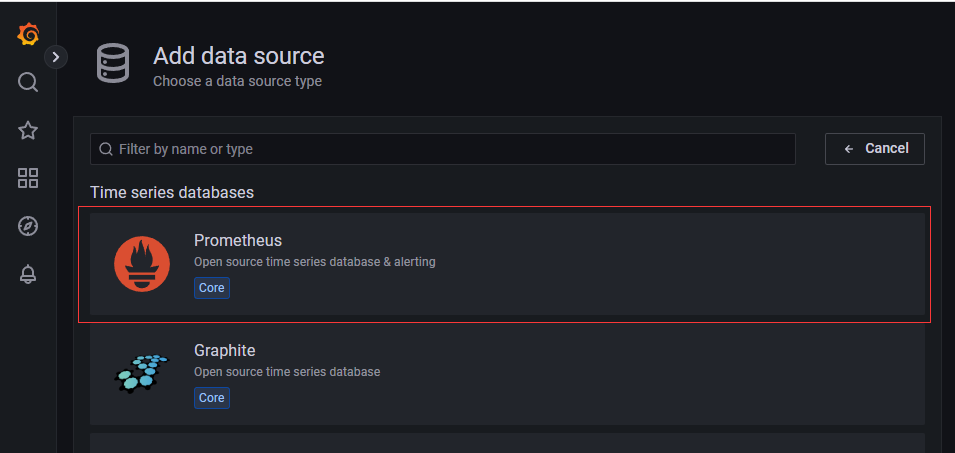 Add data source
Choose a data source type
Filter by name or type
Cancel
Time series databases
Prometheus
Open source time series database & alerting
Core
Graphite
Open source time series database
Core